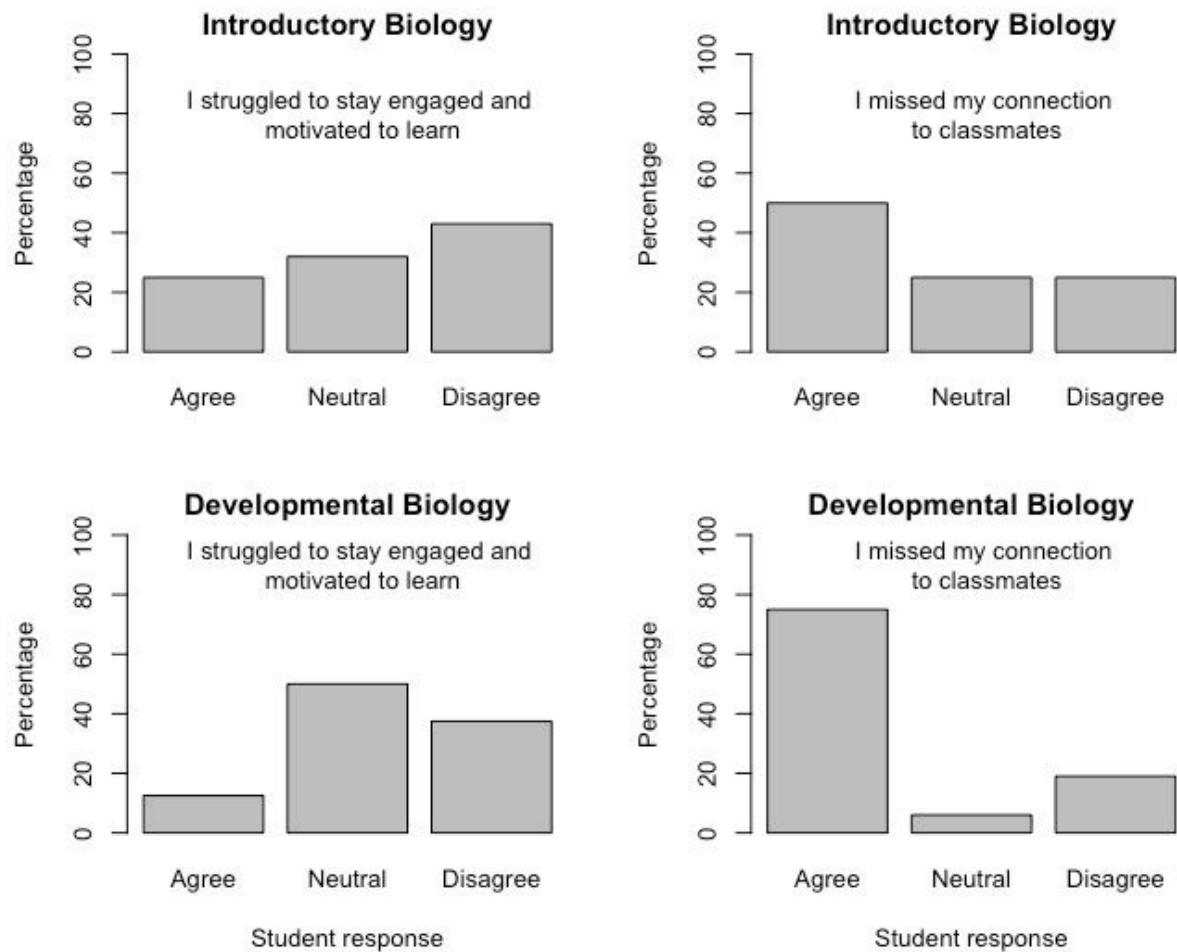 Introductory Biology
I struggled to stay engaged and
motivated to learn
Percentage
100
80
60
40
20
0
Agree Neutral Disagree
Introductory Biology
I missed my connection
to classmates
Percentage
100
80
60
40
20
0
Agree Neutral Disagree
Developmental Biology
I struggled to stay engaged and
motivated to learn
Percentage
100
80
60
40
20
0
Agree Neutral Disagree
Student response
Developmental Biology
I missed my connection
to classmates
Percentage
100
80
60
40
20
0
Agree Neutral Disagree
Student response